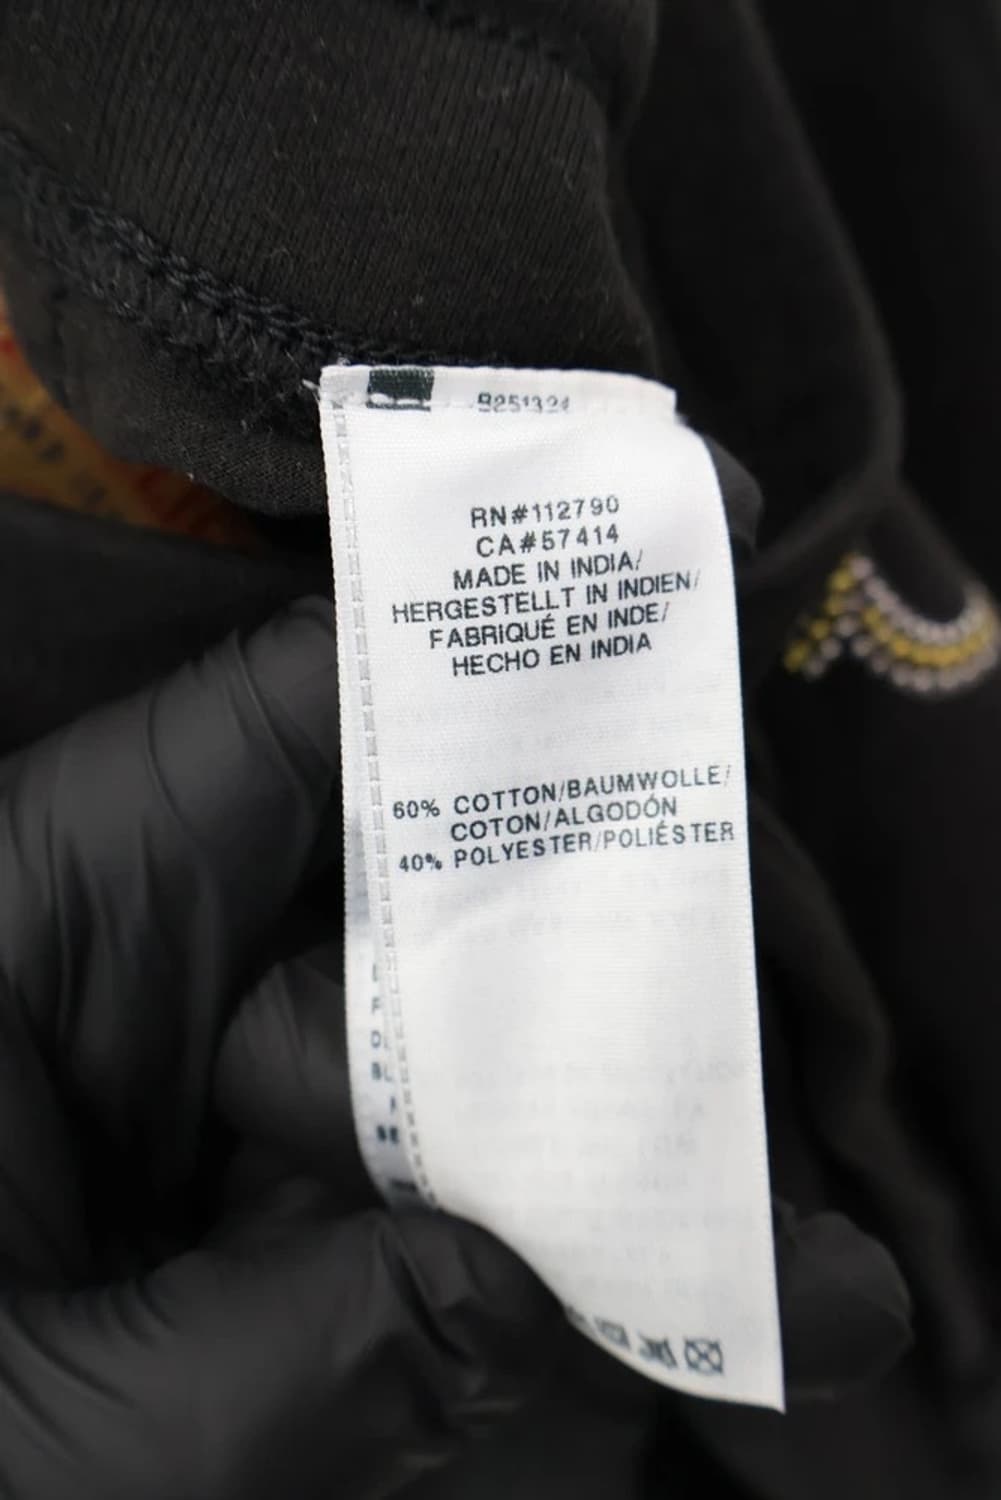 RN#112790
CA#57414
MADE IN INDIA/
HERGESTELLT IN INDIEN/
FABRIQUÉ EN INDE/
HECHO EN INDIA
60% COTTON/BAUMWOLLE/
COTON/ALGODÓN
40% POLYESTER/POLIÉSTER